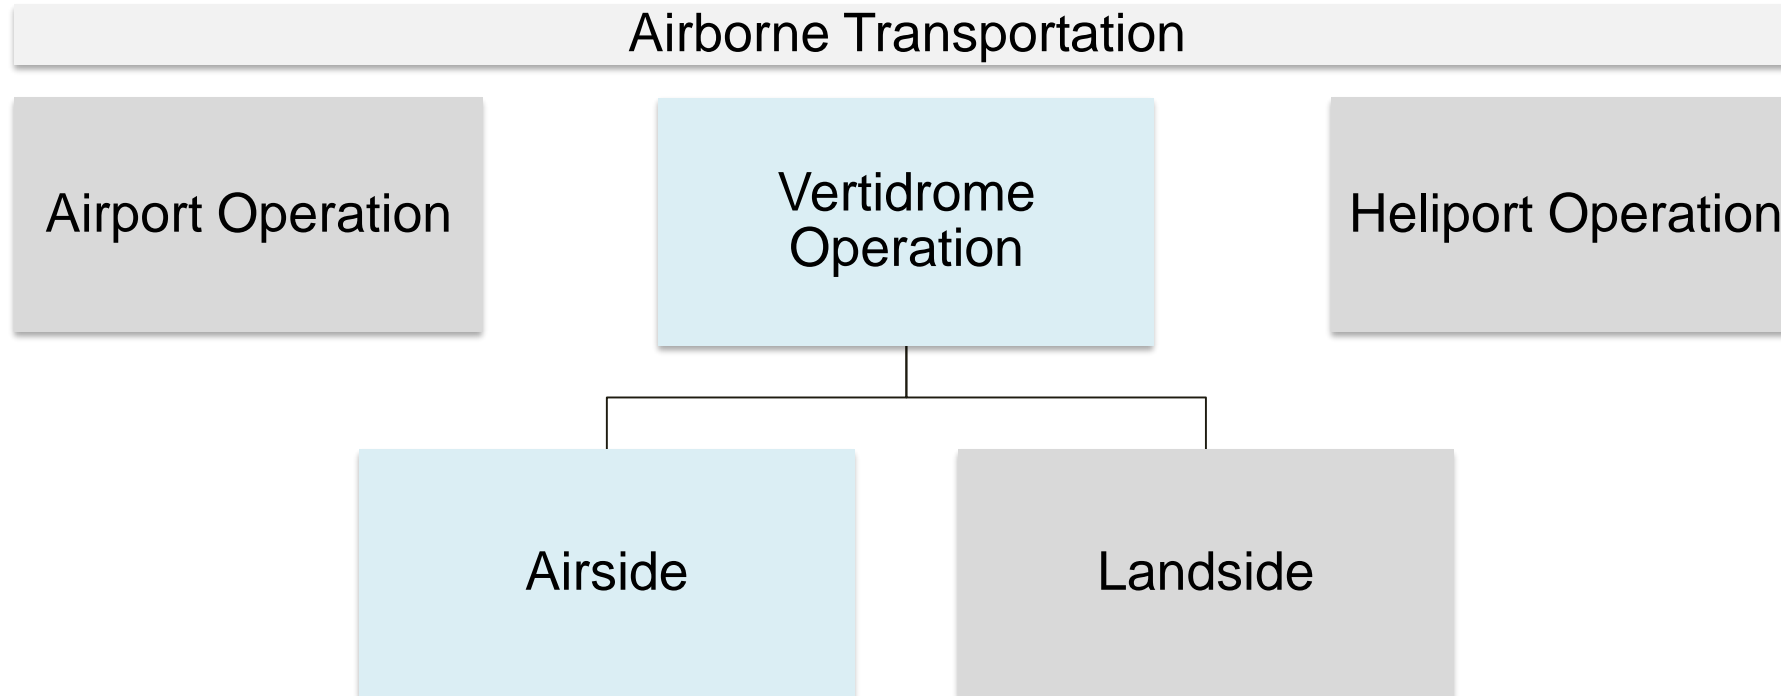 Airborne Transportation
Airport Operation
Vertidrome
Operation
Heliport Operation
Airside
Landside